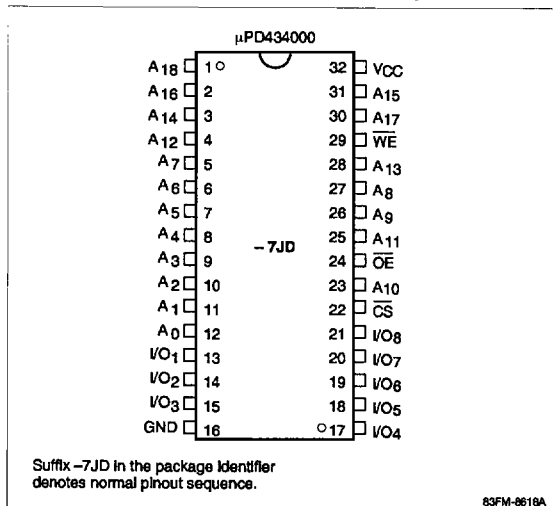 μPD434000
A18 1 32 VCC
A16 2 31 A15
A14 3 30 A17
A12 4 29 W̅E̅
A7 5 28 A13
A6 6 27 A8
A5 7 26 A9
A4 8 25 A11
–7JD
A3 9 24 O̅E̅
A2 10 23 A10
A1 11 22 C̅S̅
A0 12 21 I/O8
I/O1 13 20 I/O7
I/O2 14 19 I/O6
I/O3 15 18 I/O5
GND 16 17 I/O4
Suffix –7JD in the package identifier
denotes normal pinout sequence.
83FM-8618A